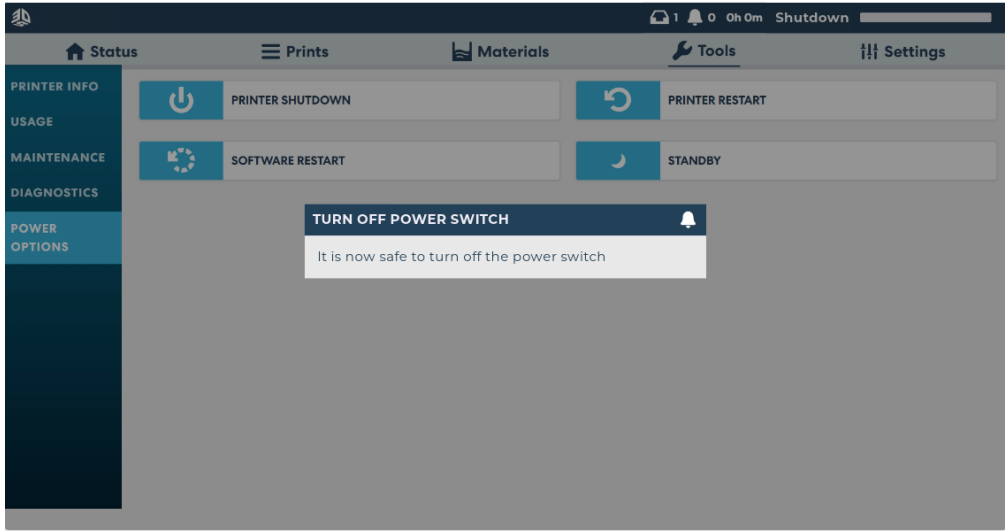 1 0 0h 0m Shutdown
Status Prints Materials Tools Settings
PRINTER INFO
USAGE
MAINTENANCE
DIAGNOSTICS
POWER
OPTIONS
PRINTER SHUTDOWN PRINTER RESTART
SOFTWARE RESTART STANDBY
TURN OFF POWER SWITCH
It is now safe to turn off the power switch